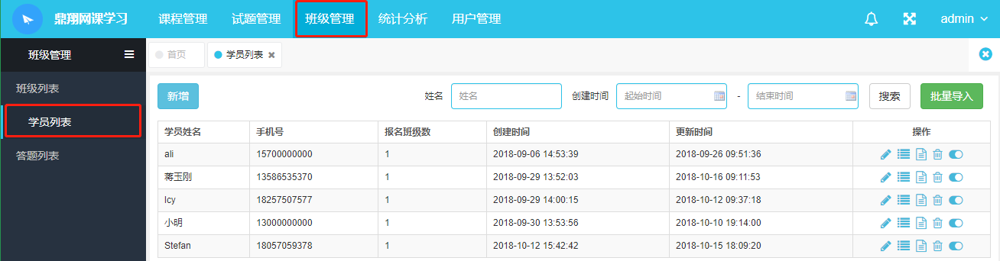 鼎翔网课学习 课程管理 试题管理 班级管理 统计分析 用户管理 admin
班级管理 首页 学员列表
班级列表
学员列表
答题列表
新增 姓名 姓名 创建时间 起始时间 - 结束时间 搜索 批量导入
学员姓名 手机号 报名班级数 创建时间 更新时间 操作
ali 15700000000 1 2018-09-06 14:53:39 2018-09-26 09:51:36
蒋玉刚 13586535370 1 2018-09-29 13:52:03 2018-10-16 09:11:53
lcy 18257507577 1 2018-09-29 14:00:15 2018-10-12 09:37:18
小明 13000000000 1 2018-09-30 13:53:56 2018-10-10 19:14:00
Stefan 18057059378 1 2018-10-12 15:42:42 2018-10-15 18:09:20